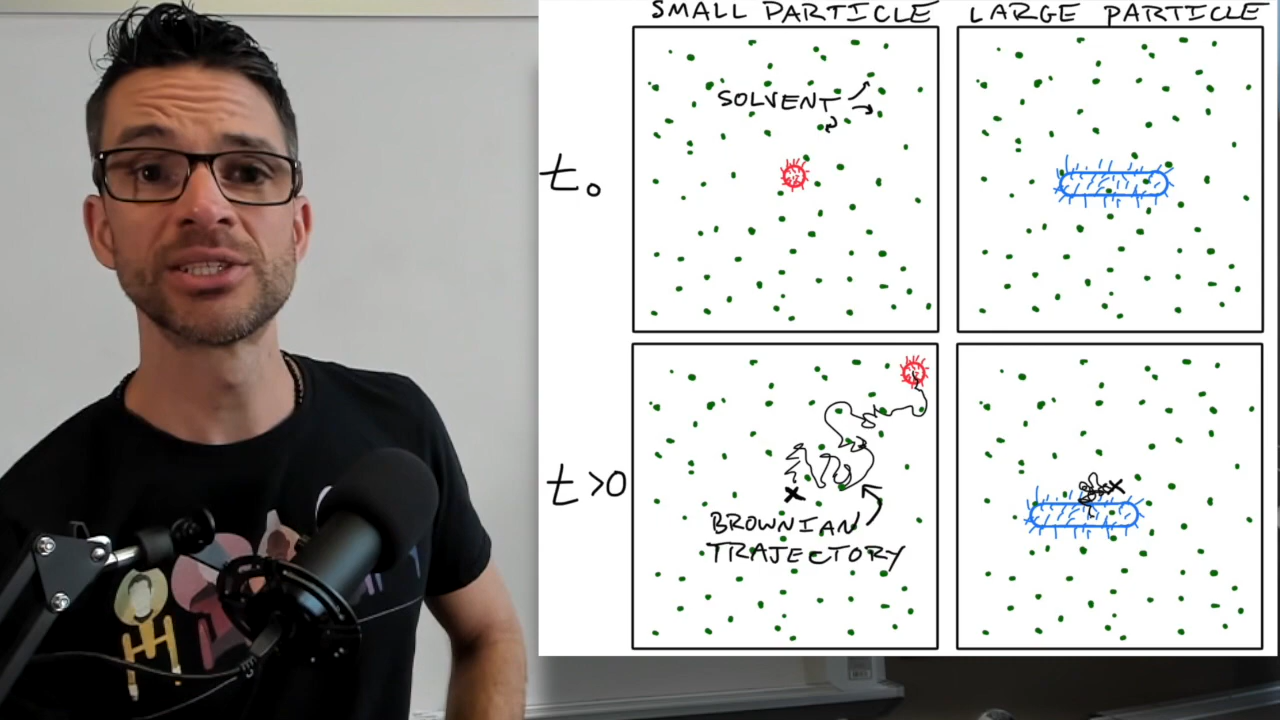 SMALL PARTICLE
LARGE PARTICLE
SOLVENT
t₀
t>0
BROWNIAN
TRAJECTORY